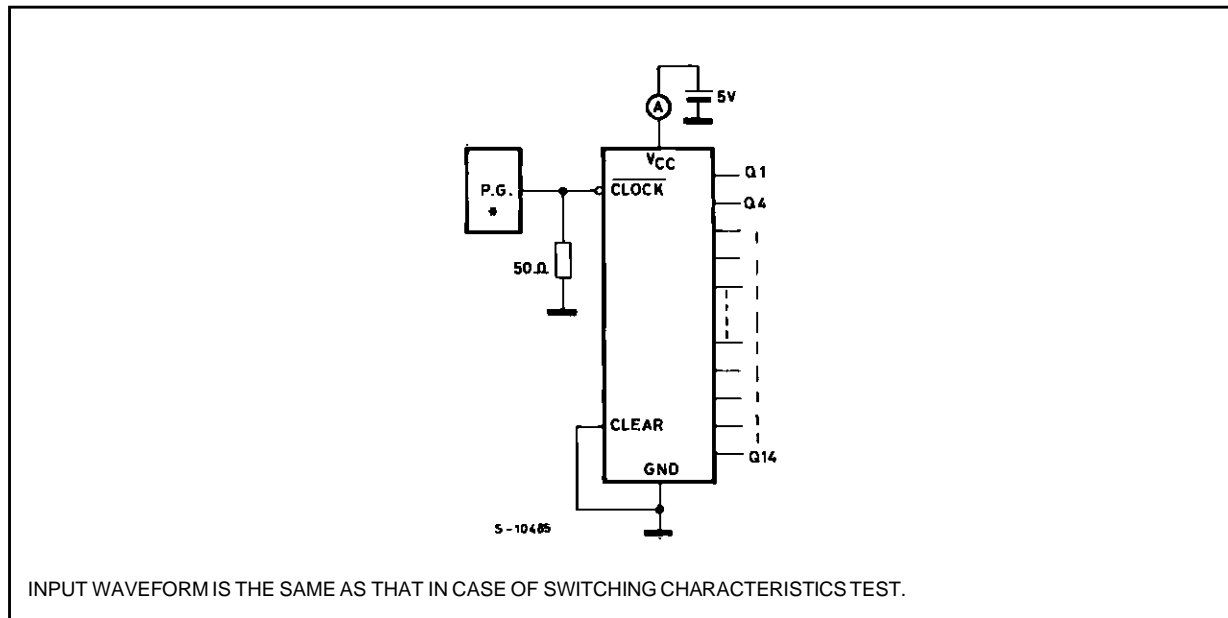 A
5V
VCC
Q1
P.G.
*
CLOCK
Q4
50Ω
CLEAR
Q14
GND
S-10485
INPUT WAVEFORM IS THE SAME AS THAT IN CASE OF SWITCHING CHARACTERISTICS TEST.